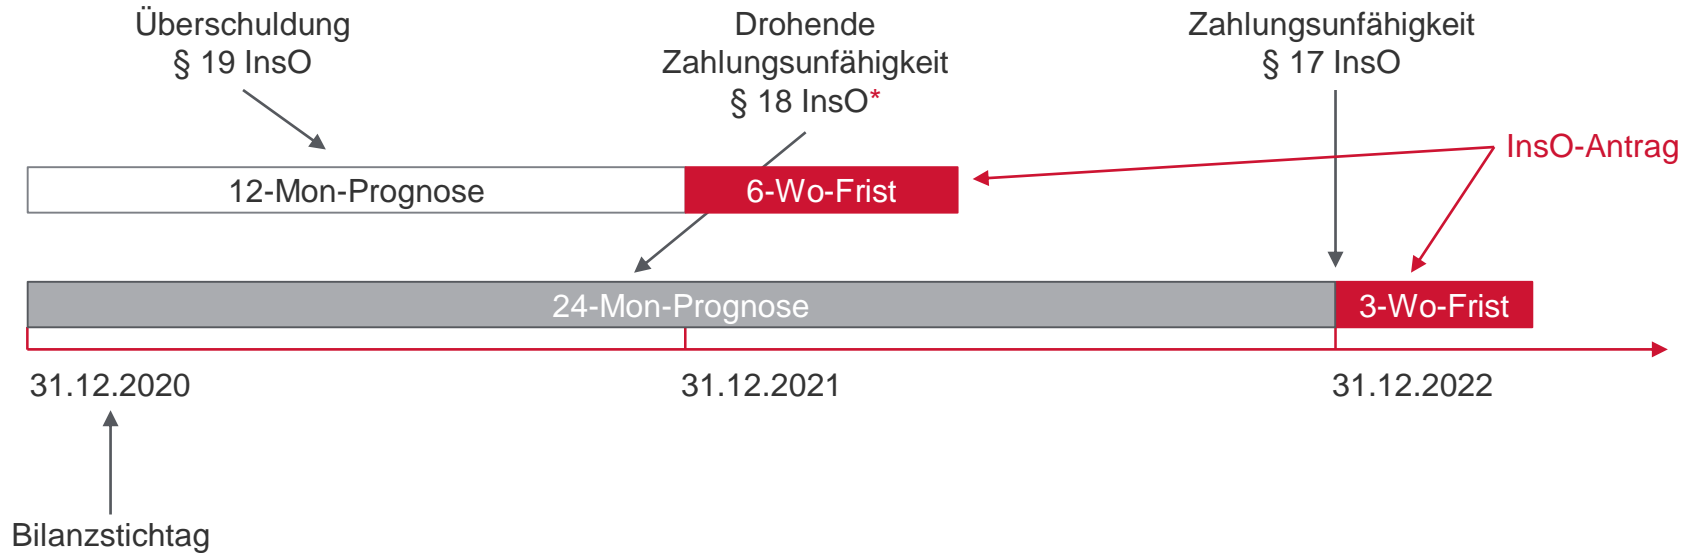 Überschuldung
§ 19 InsO
Drohende
Zahlungsunfähigkeit
§ 18 InsO*
Zahlungsunfähigkeit
§ 17 InsO
InsO-Antrag
12-Mon-Prognose
6-Wo-Frist
24-Mon-Prognose
3-Wo-Frist
31.12.2020
31.12.2021
31.12.2022
Bilanzstichtag